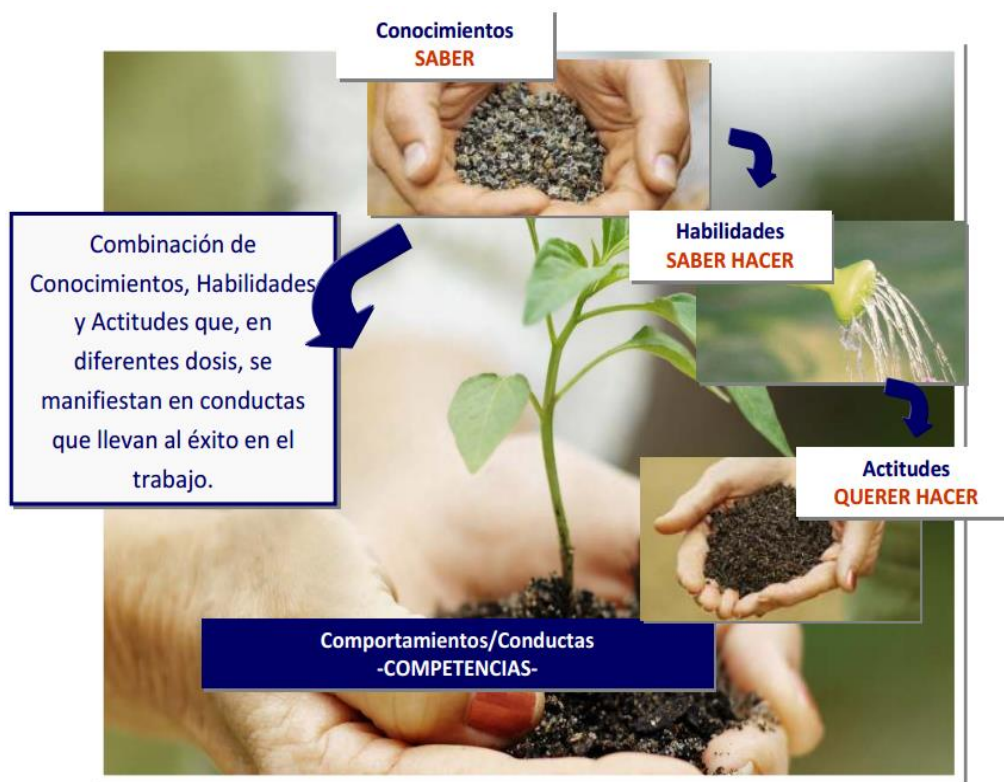 Conocimientos
SABER
Habilidades
SABER HACER
Combinación de
Conocimientos, Habilidades
y Actitudes que, en
diferentes dosis, se
manifiestan en conductas
que llevan al éxito en el
trabajo.
Actitudes
QUERER HACER
Comportamientos/Conductas
-COMPETENCIAS-